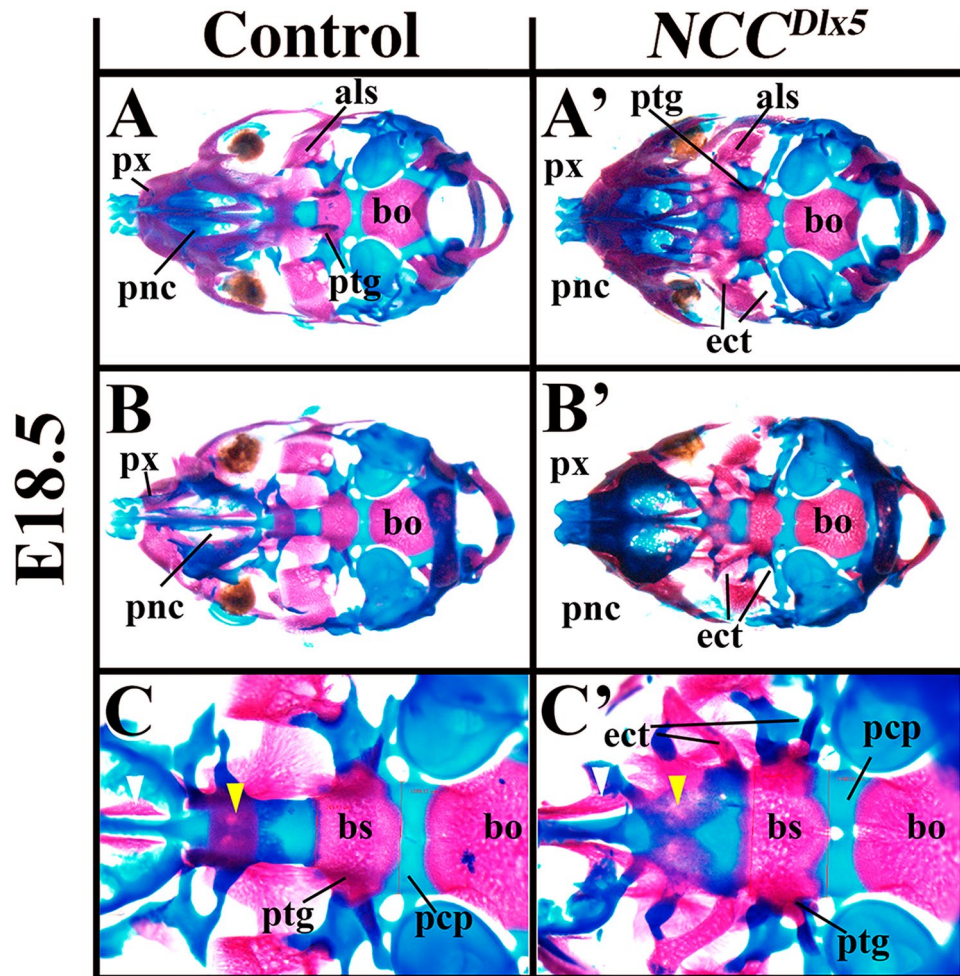 Control
NCC^Dlx5
E18.5
A
als
px
bo
pnc
ptg
A’
ptg
als
px
bo
pnc
ect
B
px
bo
pnc
B’
px
bo
pnc
ect
C
bs
bo
ptg
pcp
C’
ect
pcp
bs
bo
ptg